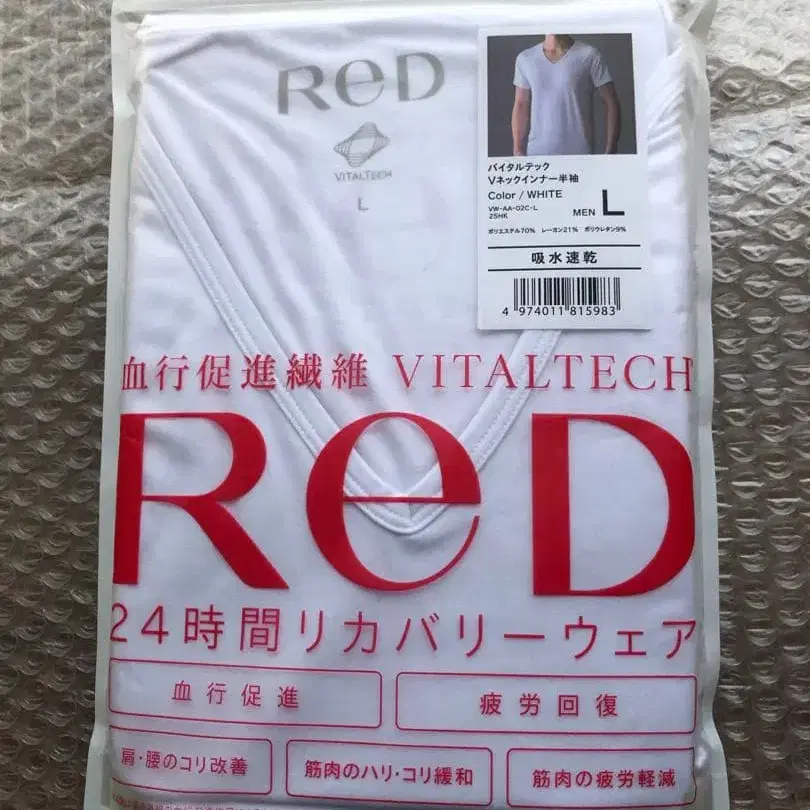 ReD
VITALTECH
L
バイタルテック
Vネックインナー半袖
Color / WHITE
VW-AA-02C-L
25HK
MEN L
ポリエステル70% レーヨン21% ポリウレタン9%
吸水速乾
4 974011 815983
血行促進繊維 VITALTECH
ReD
24時間リカバリーウェア
血行促進
疲労回復
肩・腰のコリ改善
筋肉のハリ・コリ緩和
筋肉の疲労軽減